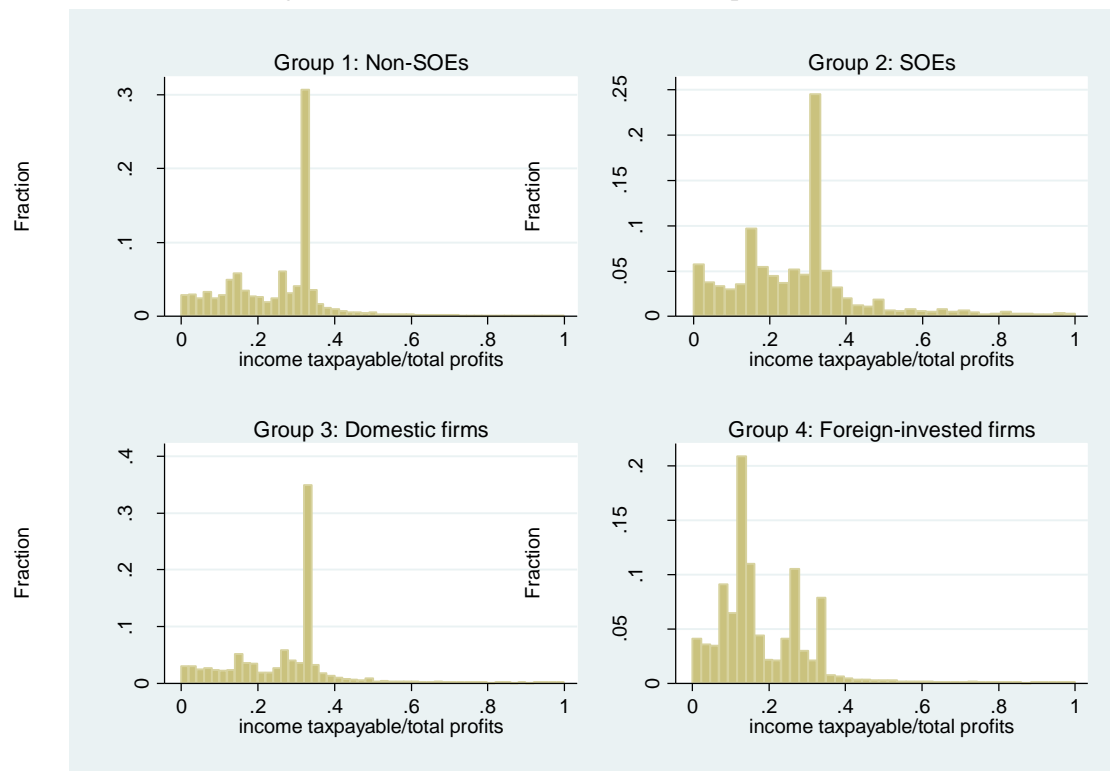 Group 1: Non-SOEs
Fraction
0 .1 .2 .3
0 .2 .4 .6 .8 1
income taxpayable/total profits
Group 2: SOEs
Fraction
0 .05 .1 .15 .2 .25
0 .2 .4 .6 .8 1
income taxpayable/total profits
Group 3: Domestic firms
Fraction
0 .1 .2 .3 .4
0 .2 .4 .6 .8 1
income taxpayable/total profits
Group 4: Foreign-invested firms
Fraction
0 .05 .1 .15 .2
0 .2 .4 .6 .8 1
income taxpayable/total profits